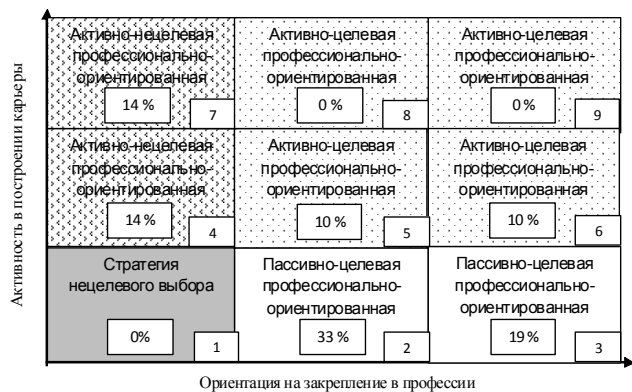 Активность в построении карьеры
Активно-нецелевая
профессионально-
ориентированная
14 %
7
Активно-целевая
профессионально-
ориентированная
0 %
8
Активно-целевая
профессионально-
ориентированная
0 %
9
Активно-нецелевая
профессионально-
ориентированная
14 %
4
Активно-целевая
профессионально-
ориентированная
10 %
5
Активно-целевая
профессионально-
ориентированная
10 %
6
Стратегия
нецелевого выбора
0%
1
Пассивно-целевая
профессионально-
ориентированная
33 %
2
Пассивно-целевая
профессионально-
ориентированная
19 %
3
Ориентация на закрепление в профессии